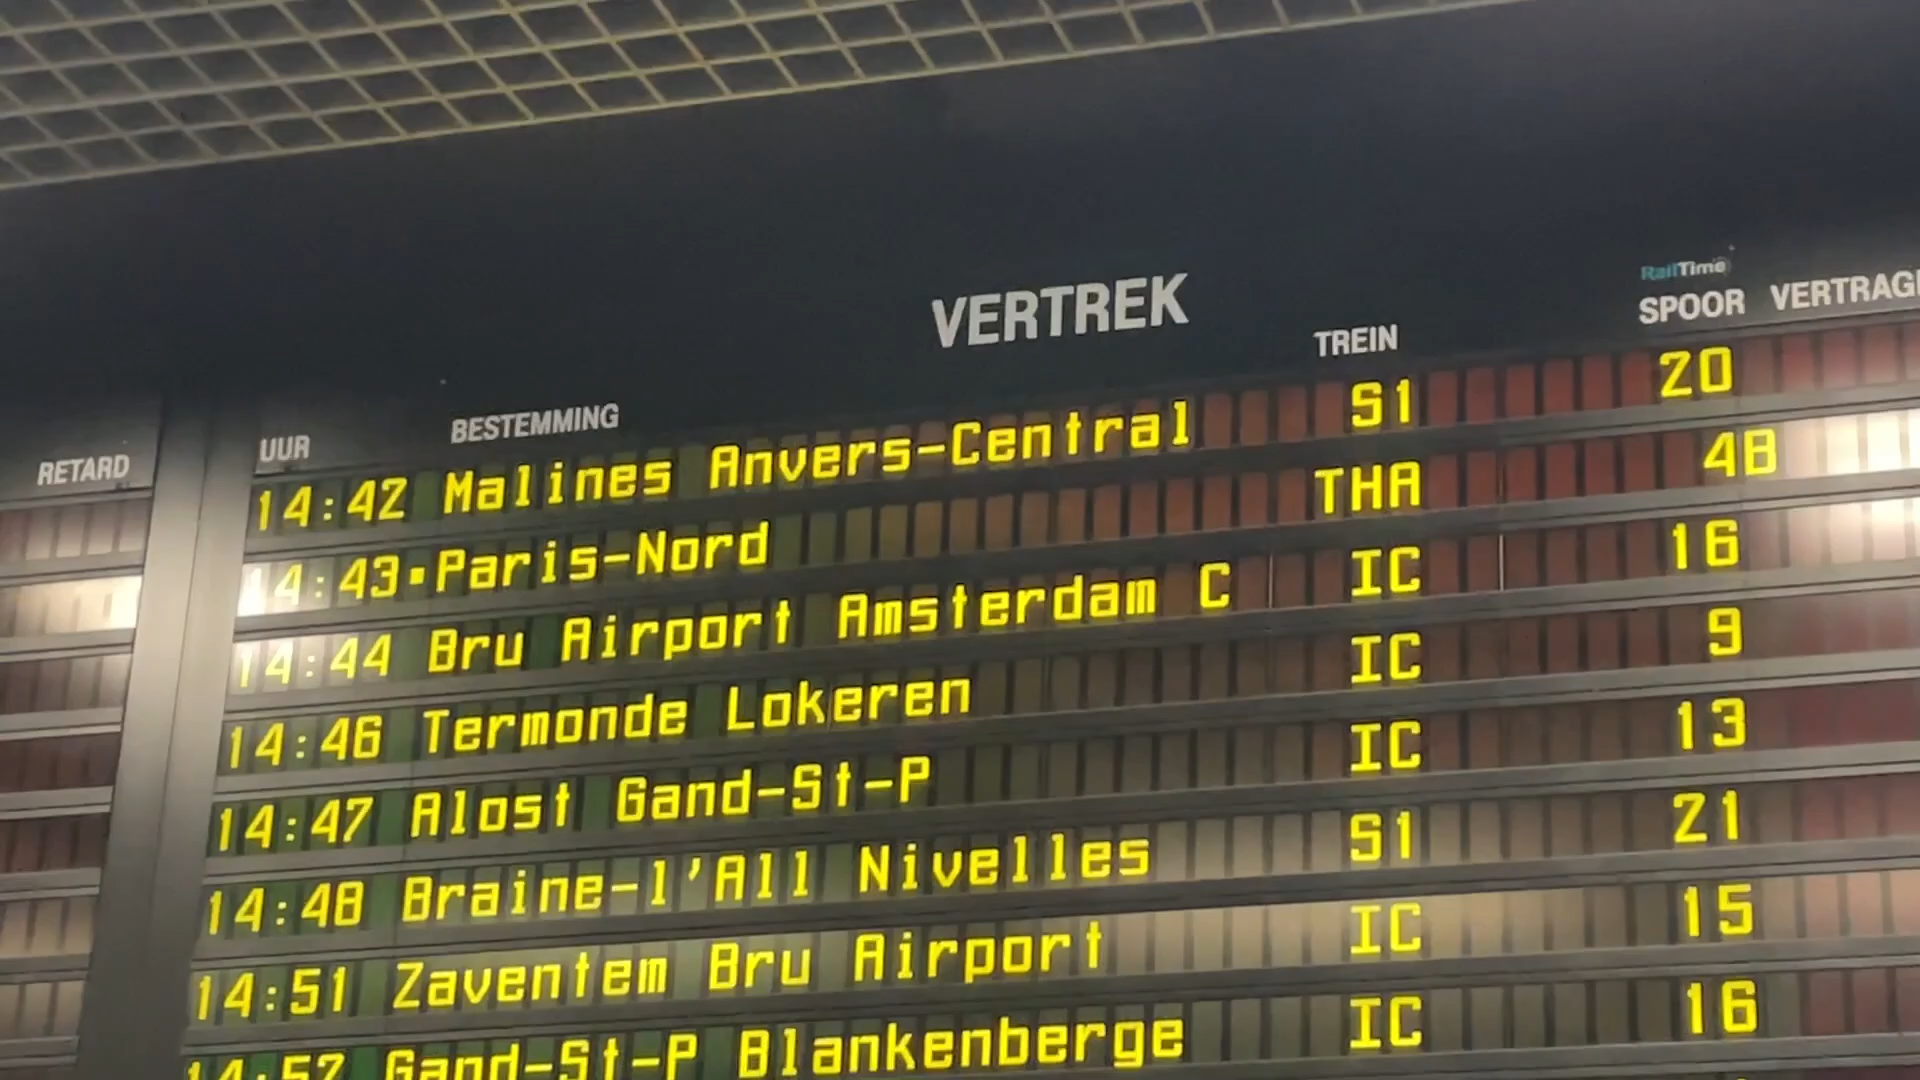 VERTREK
RailTime
RETARD UUR BESTEMMING TREIN SPOOR
14:42 Malines Anvers-Central S1 20
14:43 Paris-Nord THA 4B
14:44 Bru Airport Amsterdam C IC 16
14:46 Termonde Lokeren IC 9
14:47 Alost Gand-St-P IC 13
14:48 Braine-l'All Nivelles S1 21
14:51 Zaventem Bru Airport IC 15
14:57 Gand-St-P Blankenberge IC 16